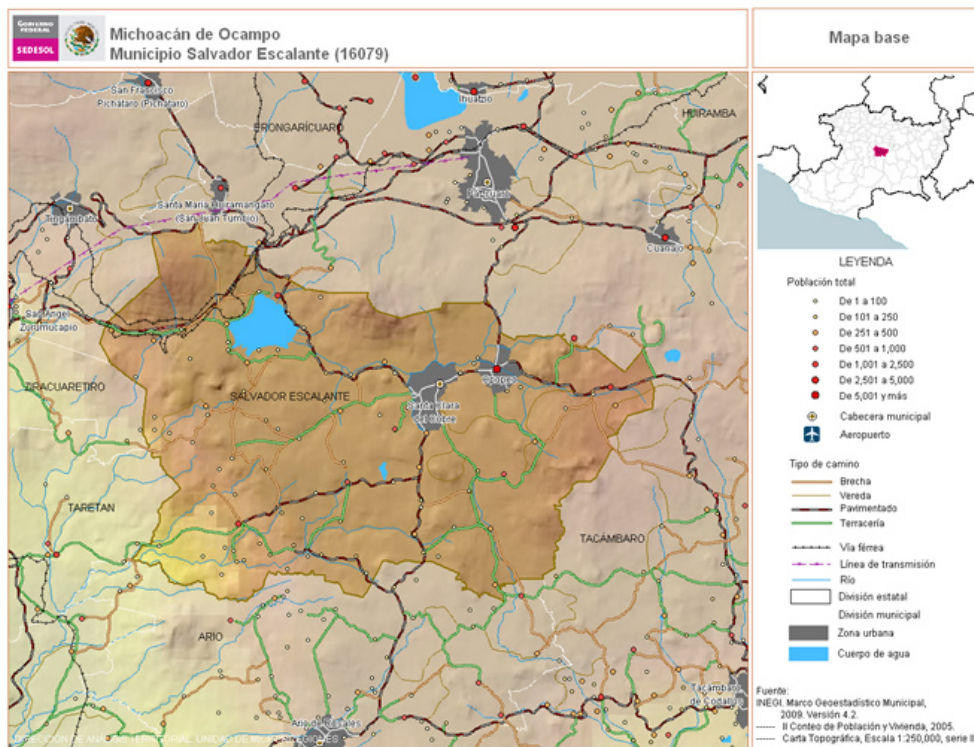 GOBIERNO
FEDERAL
SEDESOL
Michoacán de Ocampo
Municipio Salvador Escalante (16079)
Mapa base
San Francisco
Pichátaro (Pichátaro)
Ihuatzio
ERONGARÍCUARO
HUIRAMBA
Pátzcuaro
Santa María Huiramangaro
(San Juan Tumbio)
Tingambato
Cuanajo
San Angel
Zurumucapio
ZIRACUARETIRO
SALVADOR ESCALANTE
Opopeo
Santa Clara
del Cobre
TARETAN
TACÁMBARO
ARIO
Ario de Rosales
Tacámbaro
de Codallos
LEYENDA
Población total
De 1 a 100
De 101 a 250
De 251 a 500
De 501 a 1,000
De 1,001 a 2,500
De 2,501 a 5,000
De 5,001 y más
Cabecera municipal
Aeropuerto
Tipo de camino
Brecha
Vereda
Pavimentado
Terracería
Vía férrea
Línea de transmisión
Río
División estatal
División municipal
Zona urbana
Cuerpo de agua
Fuente:
INEGI. Marco Geoestadístico Municipal,
2009. Versión 4.2.
------ II Conteo de Población y Vivienda, 2005.
------ Carta Topográfica, Escala 1:250,000, serie II